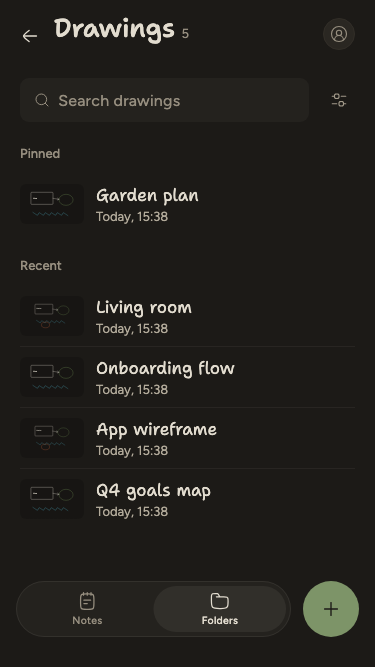 Drawings 5
Search drawings
Pinned
Garden plan
Today, 15:38
Recent
Living room
Today, 15:38
Onboarding flow
Today, 15:38
App wireframe
Today, 15:38
Q4 goals map
Today, 15:38
Notes
Folders